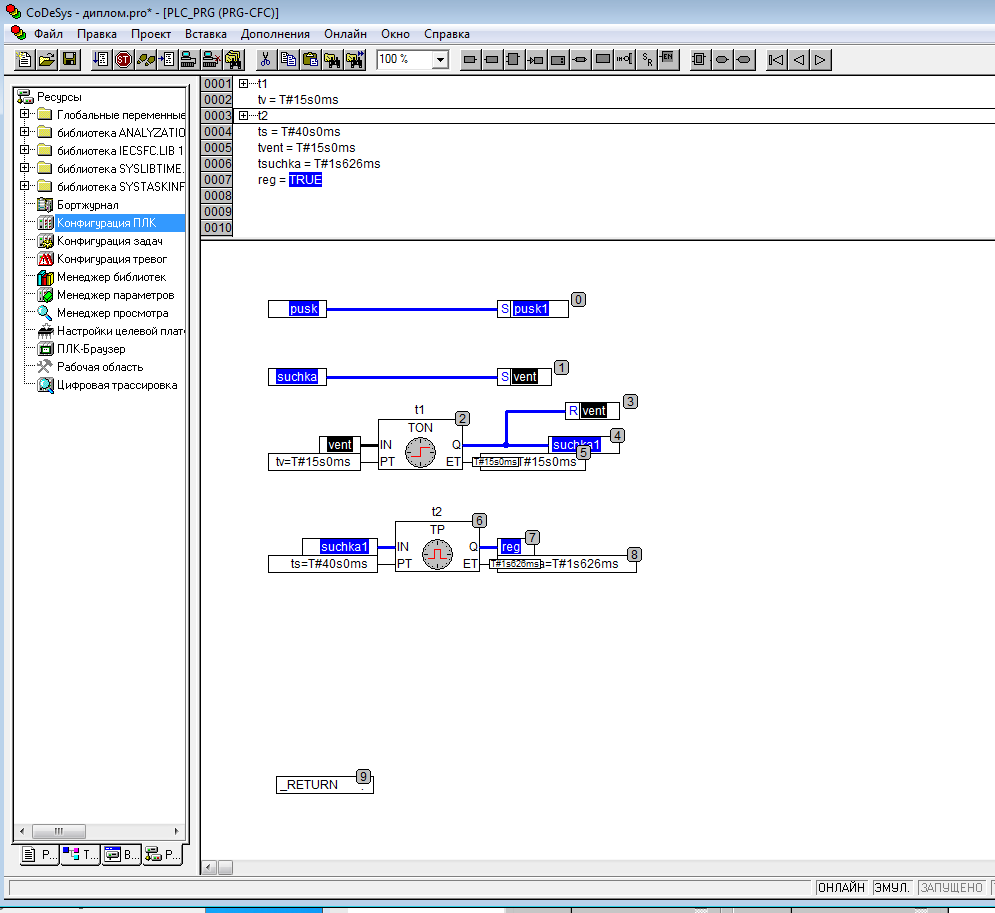 CoDeSys - диплом.pro* - [PLC_PRG (PRG-CFC)]
Файл Правка Проект Вставка Дополнения Онлайн Окно Справка
100 %
Ресурсы
Глобальные переменные
библиотека ANALYZATIO
библиотека IECSFC.LIB 1
библиотека SYSLIBTIME.
библиотека SYSTASKINF
Бортжурнал
Конфигурация ПЛК
Конфигурация задач
Конфигурация тревог
Менеджер библиотек
Менеджер параметров
Менеджер просмотра
Настройки целевой плат
ПЛК-Браузер
Рабочая область
Цифровая трассировка
Р... Т... В... Р...
0001 t1
0002 tv = T#15s0ms
0003 t2
0004 ts = T#40s0ms
0005 tvent = T#15s0ms
0006 tsuchka = T#1s626ms
0007 reg = TRUE
0008
0009
0010
pusk S pusk1 0
suchka S vent 1
R vent 3
t1
TON 2
vent IN Q suchka1 4
tv=T#15s0ms PT ET T#15s0ms T#15s0ms 5
t2
TP 6
suchka1 IN Q reg 7
ts=T#40s0ms PT ET T#1s626ms a=T#1s626ms 8
_RETURN 9
ОНЛАЙН ЭМУЛ. ЗАПУЩЕНО